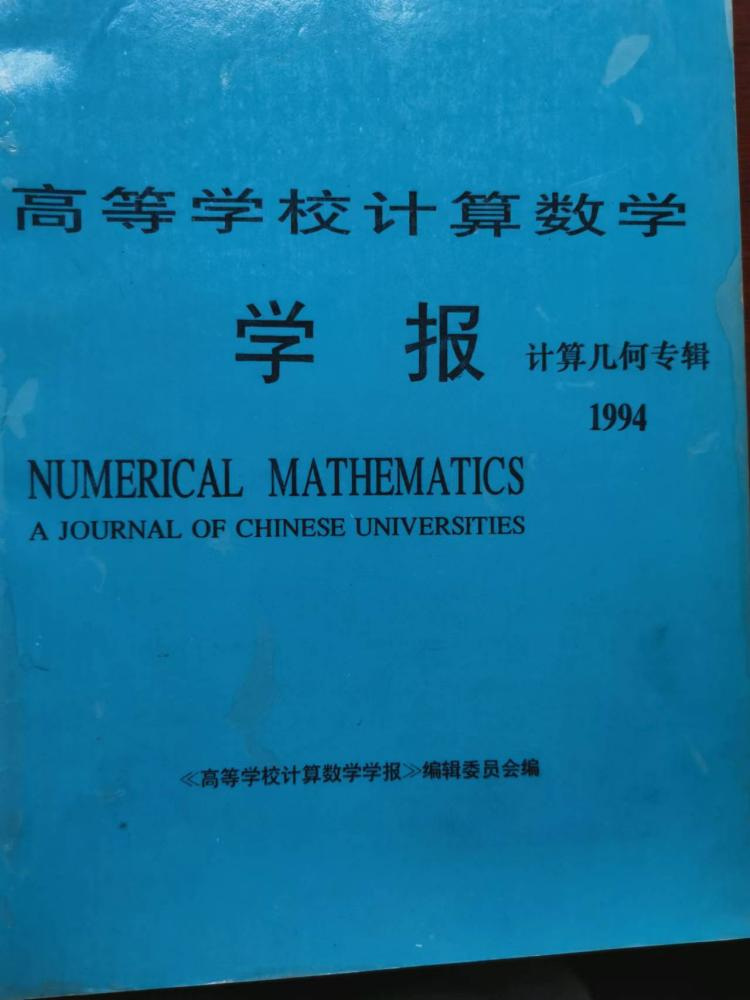 高等学校计算数学
学报 计算几何专辑
1994
NUMERICAL MATHEMATICS
A JOURNAL OF CHINESE UNIVERSITIES
≪高等学校计算数学学报≫编辑委员会编